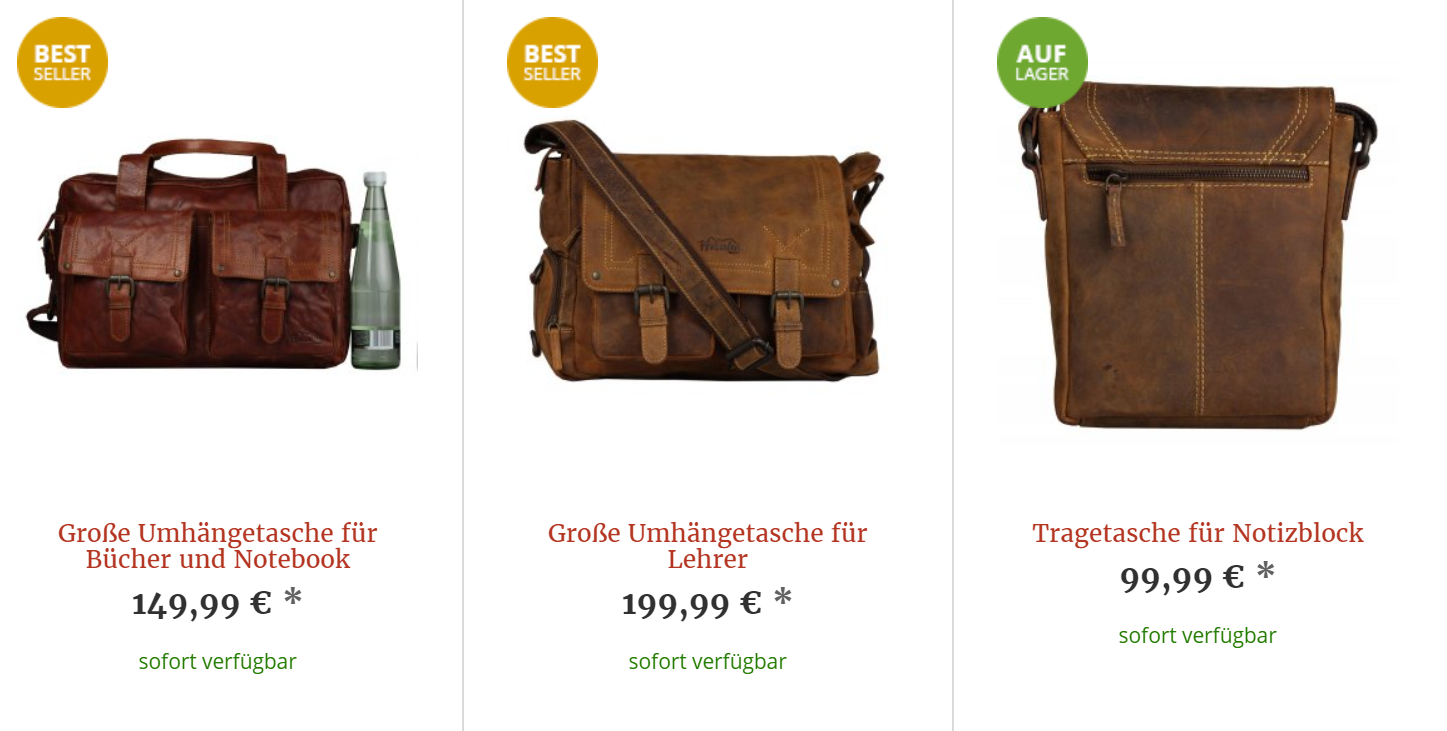 BEST
SELLER
Große Umhängetasche für
Bücher und Notebook
149,99 € *
sofort verfügbar
BEST
SELLER
Große Umhängetasche für
Lehrer
199,99 € *
sofort verfügbar
AUF
LAGER
Tragetasche für Notizblock
99,99 € *
sofort verfügbar